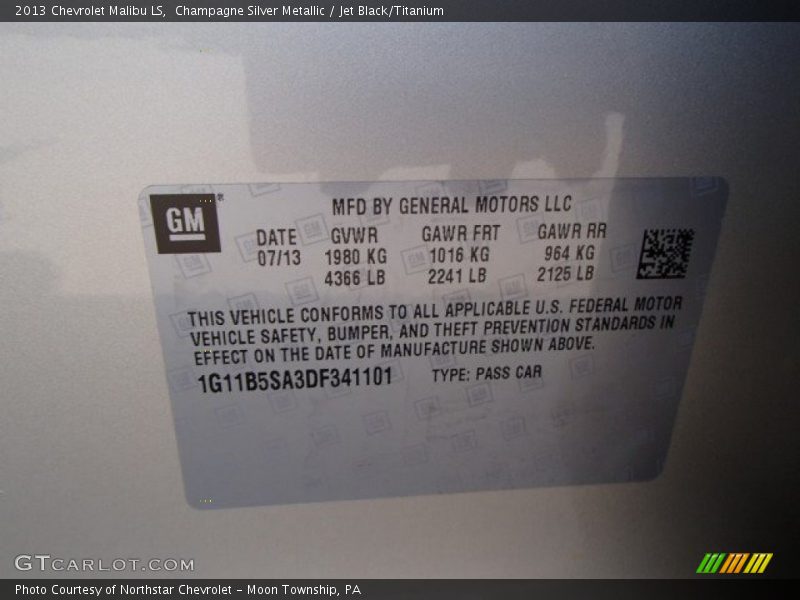 2013 Chevrolet Malibu LS,  Champagne Silver Metallic / Jet Black/Titanium
GM®
MFD BY GENERAL MOTORS LLC
DATE GVWR GAWR FRT GAWR RR
07/13 1980 KG 1016 KG 964 KG
4366 LB 2241 LB 2125 LB
THIS VEHICLE CONFORMS TO ALL APPLICABLE U.S. FEDERAL MOTOR
VEHICLE SAFETY, BUMPER, AND THEFT PREVENTION STANDARDS IN
EFFECT ON THE DATE OF MANUFACTURE SHOWN ABOVE.
1G11B5SA3DF341101 TYPE: PASS CAR
GTCARLOT.COM
Photo Courtesy of Northstar Chevrolet - Moon Township, PA